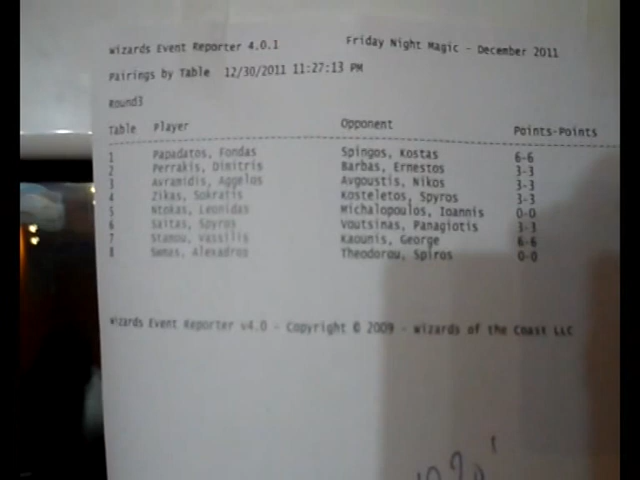 Wizards Event Reporter 4.0.1 Friday Night Magic - December 2011
Pairings by Table 12/30/2011 11:27:13 PM
Round3
Table Player Opponent Points-Points
1 Papadatos, Fondas Spingos, Kostas 6-6
2 Perrakis, Dimitris Barbas, Ernestos 3-3
3 Avramidis, Aggelos Avgoustis, Nikos 3-3
4 Zikas, Sokratis Kosteletos, Spyros 3-3
5 Ntokas, Leonidas Michalopoulos, Ioannis 0-0
6 Saitas, Spyros Voutsinas, Panagiotis 3-3
7 Stamou, Vassilis Kaounis, George 6-6
8 Alexadros Theodorou, Spiros 0-0
Wizards Event Reporter v4.0 - Copyright © 2009 - Wizards of the Coast LLC